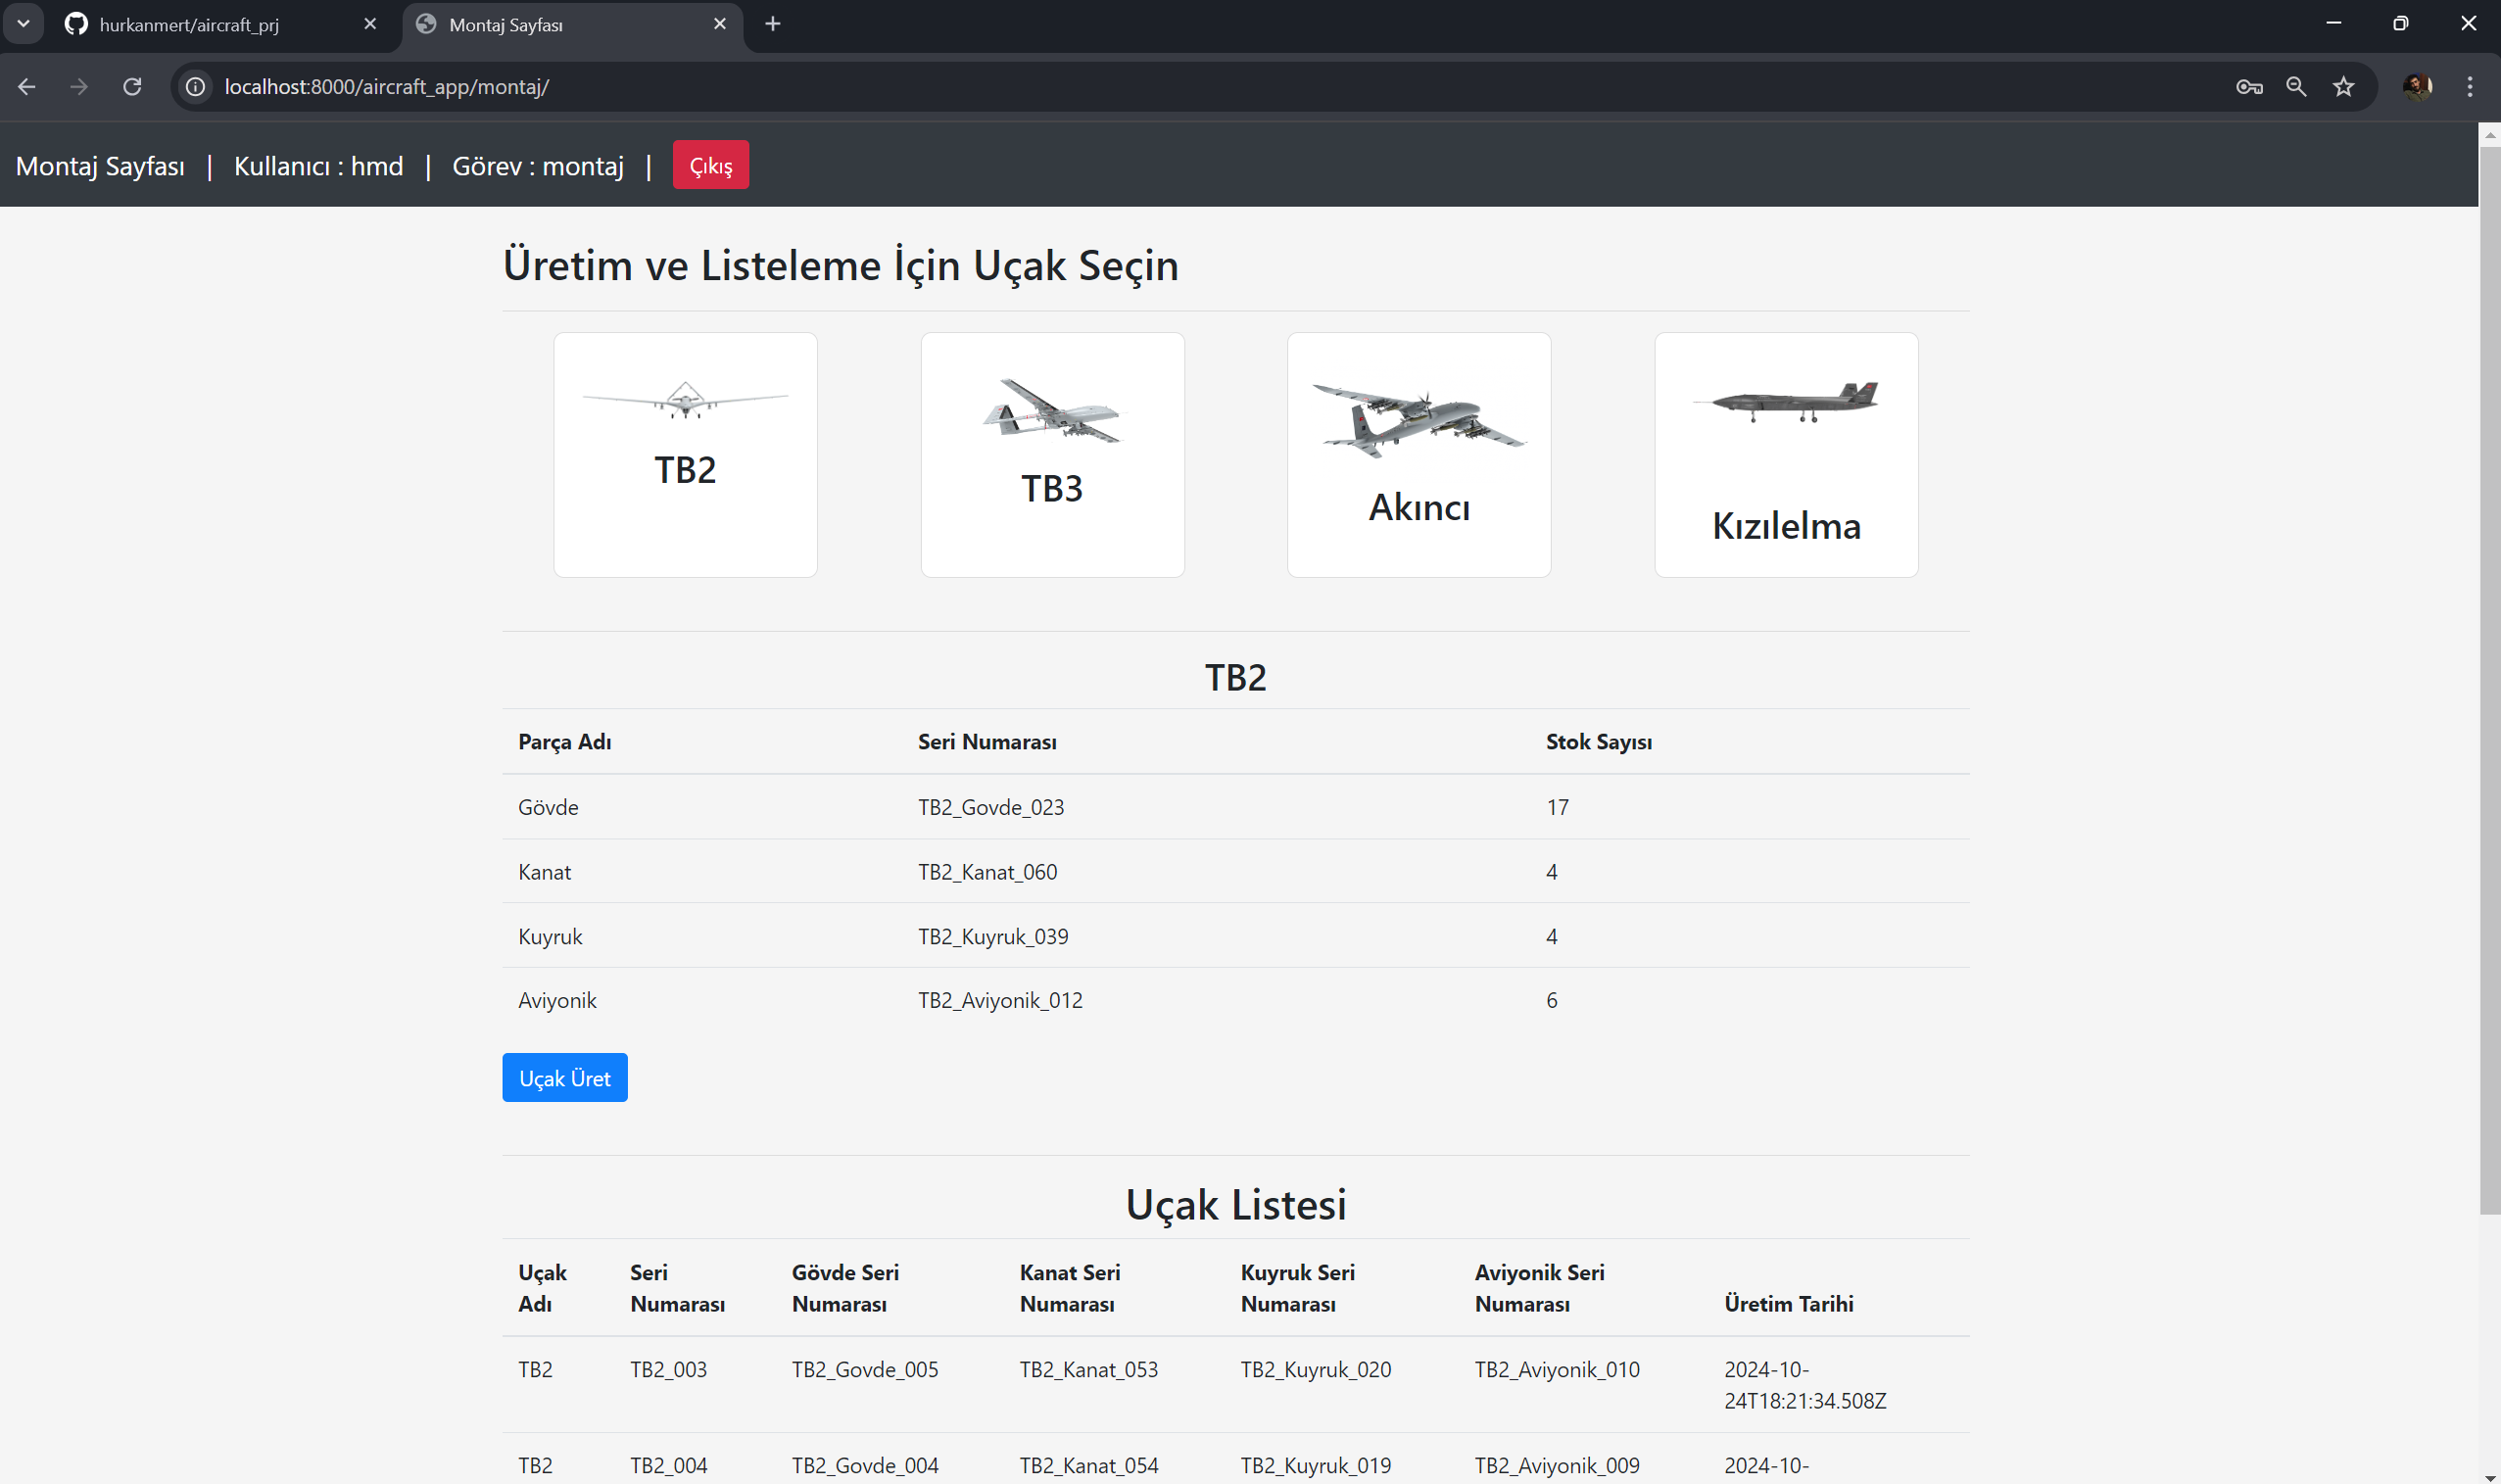 hurkanmert/aircraft_prj
Montaj Sayfası
localhost:8000/aircraft_app/montaj/
Montaj Sayfası | Kullanıcı : hmd | Görev : montaj | Çıkış
Üretim ve Listeleme İçin Uçak Seçin
TB2
TB3
Akıncı
Kızılelma
TB2
Parça Adı Seri Numarası Stok Sayısı
Gövde TB2_Govde_023 17
Kanat TB2_Kanat_060 4
Kuyruk TB2_Kuyruk_039 4
Aviyonik TB2_Aviyonik_012 6
Uçak Üret
Uçak Listesi
Uçak Seri Gövde Seri Kanat Seri Kuyruk Seri Aviyonik Seri
Adı Numarası Numarası Numarası Numarası Numarası Üretim Tarihi
TB2 TB2_003 TB2_Govde_005 TB2_Kanat_053 TB2_Kuyruk_020 TB2_Aviyonik_010 2024-10-
24T18:21:34.508Z
TB2 TB2_004 TB2_Govde_004 TB2_Kanat_054 TB2_Kuyruk_019 TB2_Aviyonik_009 2024-10-